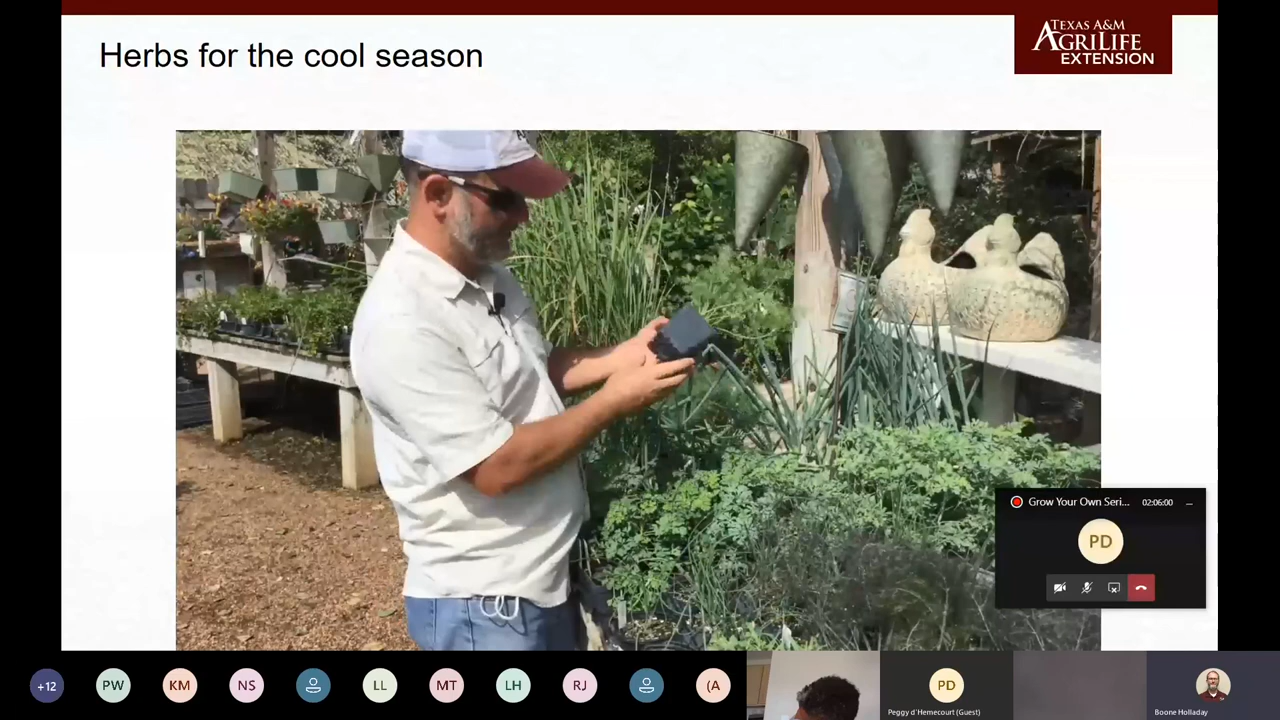 Herbs for the cool season
TEXAS A&M
AGRILIFE
EXTENSION
Grow Your Own Seri...
02:06:00
PD
+12
PW
KM
NS
LL
MT
LH
RJ
(A
PD
Peggy d'Hemecourt (Guest)
Boone Holladay